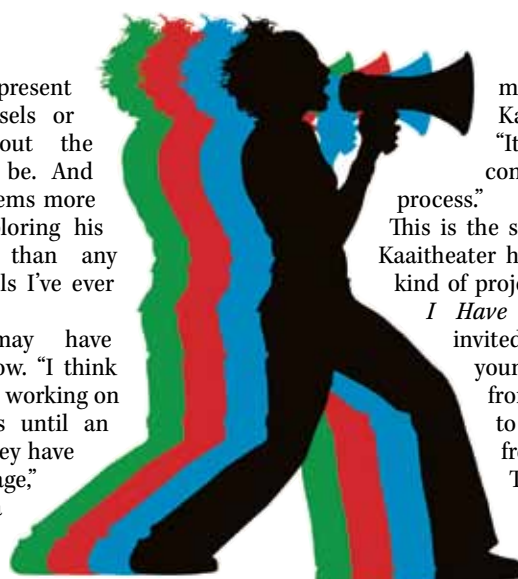 present
sels or
out the
be. And
ems more
loring his
than any
ls I've ever
may have
ow. “I think
working on
s until an
ey have
age,”
m
Ka
“It
con
process.”
This is the s
Kaaitheater h
kind of proje
I Have
invited
youn
fro
to
fr
T